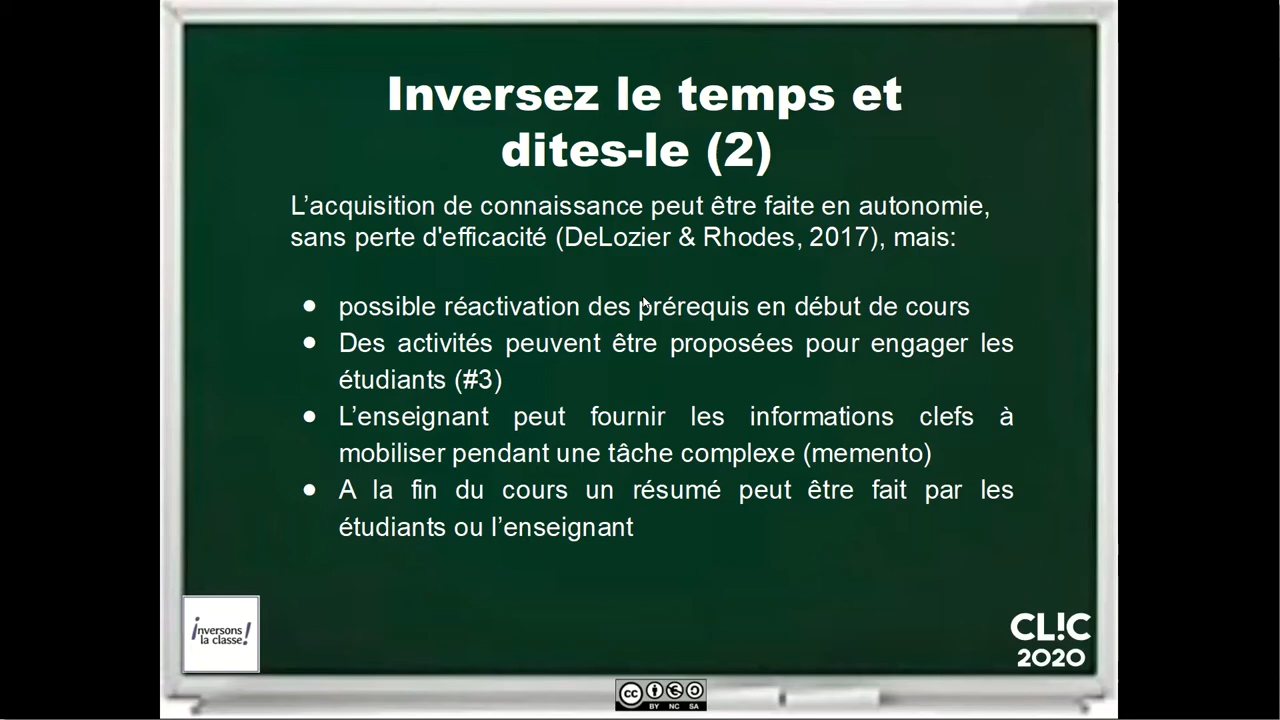 Inversez le temps et
dites-le (2)
L’acquisition de connaissance peut être faite en autonomie,
sans perte d'efficacité (DeLozier & Rhodes, 2017), mais:
● possible réactivation des prérequis en début de cours
● Des activités peuvent être proposées pour engager les
étudiants (#3)
● L’enseignant peut fournir les informations clefs à
mobiliser pendant une tâche complexe (memento)
● A la fin du cours un résumé peut être fait par les
étudiants ou l’enseignant
¡nversons
la classe!
CL!C
2020
cc
BY NC SA